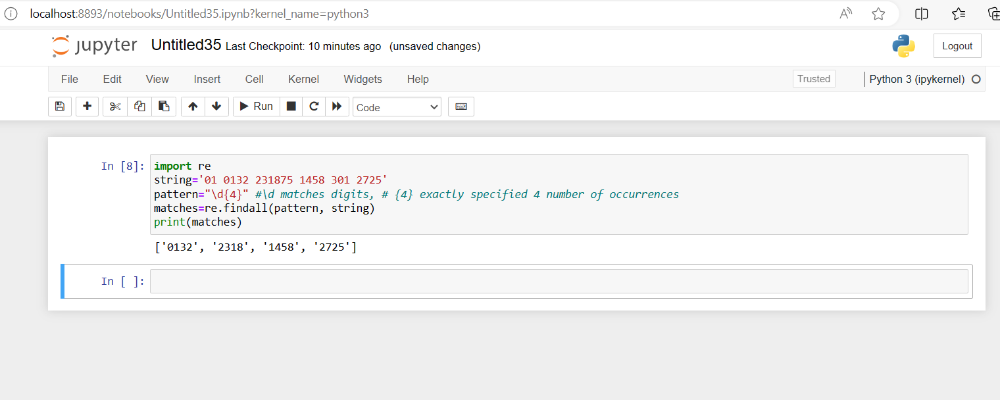 localhost:8893/notebooks/Untitled35.ipynb?kernel_name=python3
jupyter Untitled35 Last Checkpoint: 10 minutes ago (unsaved changes)
Logout
File Edit View Insert Cell Kernel Widgets Help
Trusted
Python 3 (ipykernel)
Run
Code
In [8]:
import re
string='01 0132 231875 1458 301 2725'
pattern="\d{4}" #\d matches digits, # {4} exactly specified 4 number of occurrences
matches=re.findall(pattern, string)
print(matches)
['0132', '2318', '1458', '2725']
In [ ]: